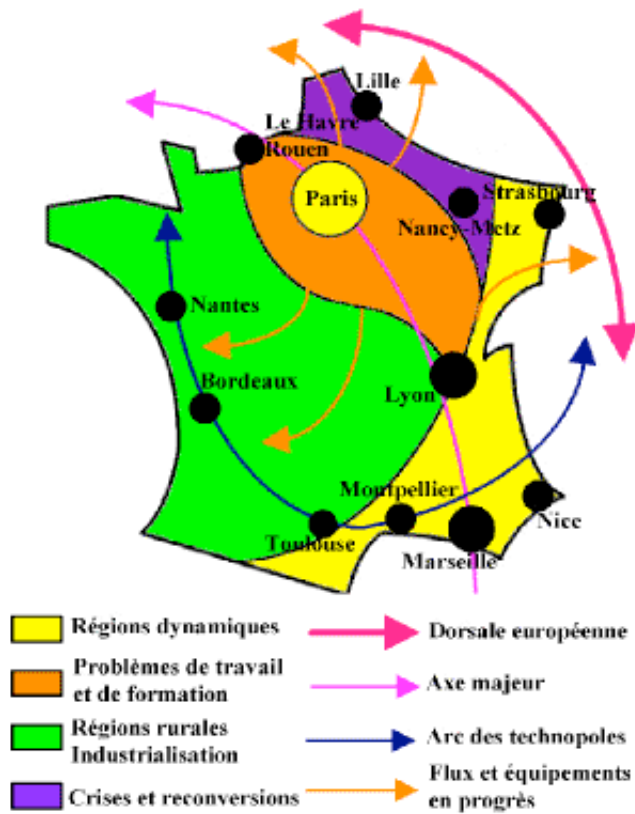 Lille
Le Havre
Rouen
Paris
Strasbourg
Nancy-Metz
Nantes
Bordeaux
Lyon
Montpellier
Toulouse
Nice
Marseille
Régions dynamiques
Dorsale européenne
Problèmes de travail
et de formation
Axe majeur
Régions rurales
Industrialisation
Arc des technopoles
Crises et reconversions
Flux et équipements
en progrès